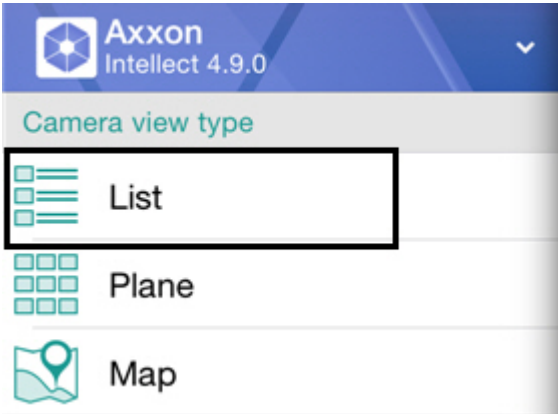 Axxon
Intellect 4.9.0
Camera view type
List
Plane
Map